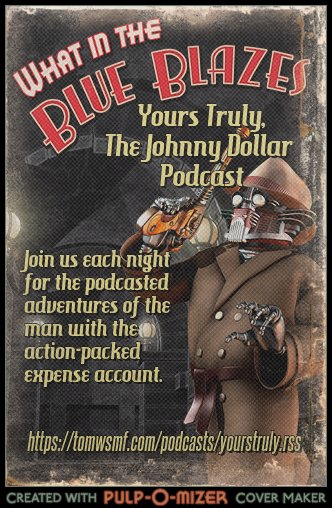 What in the
Blue Blazes
Yours Truly,
The Johnny Dollar
Podcast
Join us each night
for the podcasted
adventures of the
man with the
action-packed
expense account.
https://tomwsmf.com/podcasts/yourstruly.rss
CREATED WITH PULP-O-MIZER COVER MAKER